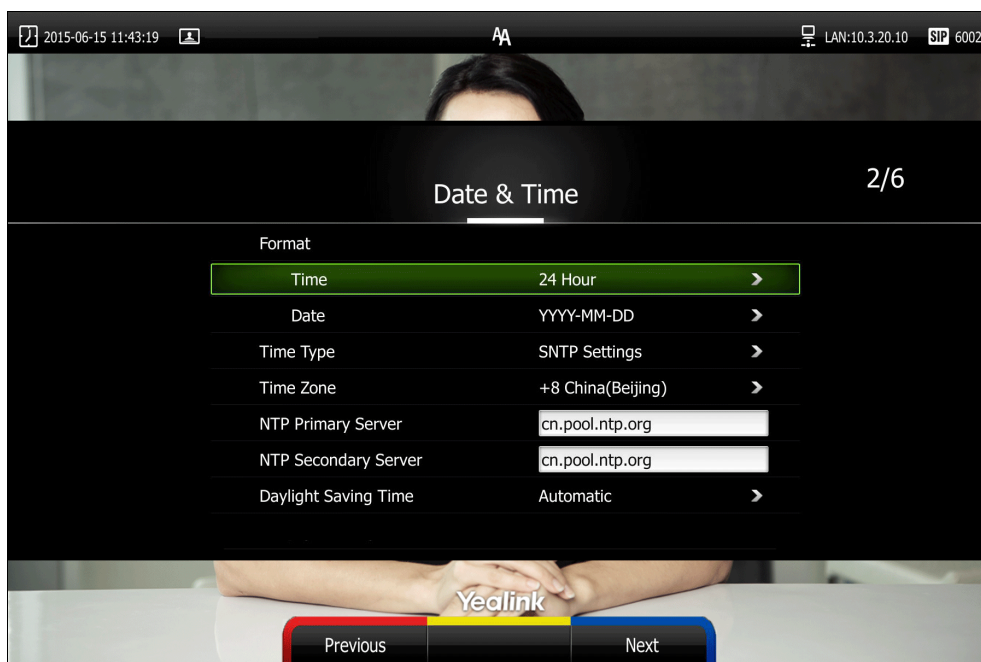 2015-06-15 11:43:19 AA LAN:10.3.20.10 SIP 6002
2/6
Date & Time
Format
Time 24 Hour
Date YYYY-MM-DD
Time Type SNTP Settings
Time Zone +8 China(Beijing)
NTP Primary Server cn.pool.ntp.org
NTP Secondary Server cn.pool.ntp.org
Daylight Saving Time Automatic
Yealink
Previous Next